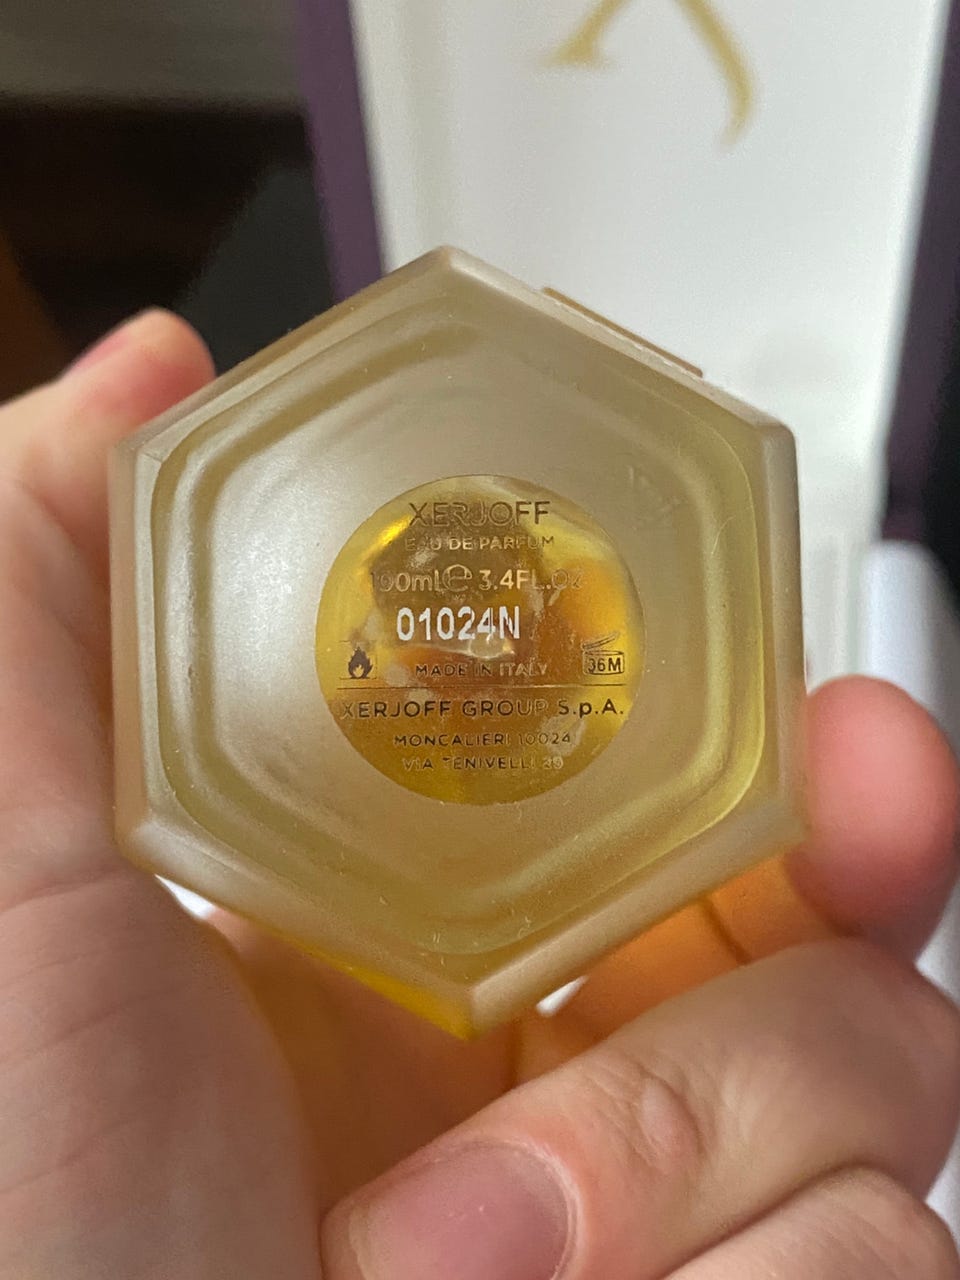 XERJOFF
EAU DE PARFUM
100ml ℮ 3.4FL.OZ
01024N
MADE IN ITALY
36M
XERJOFF GROUP S.p.A.
MONCALIERI 10024
VIA TENIVELLI 29